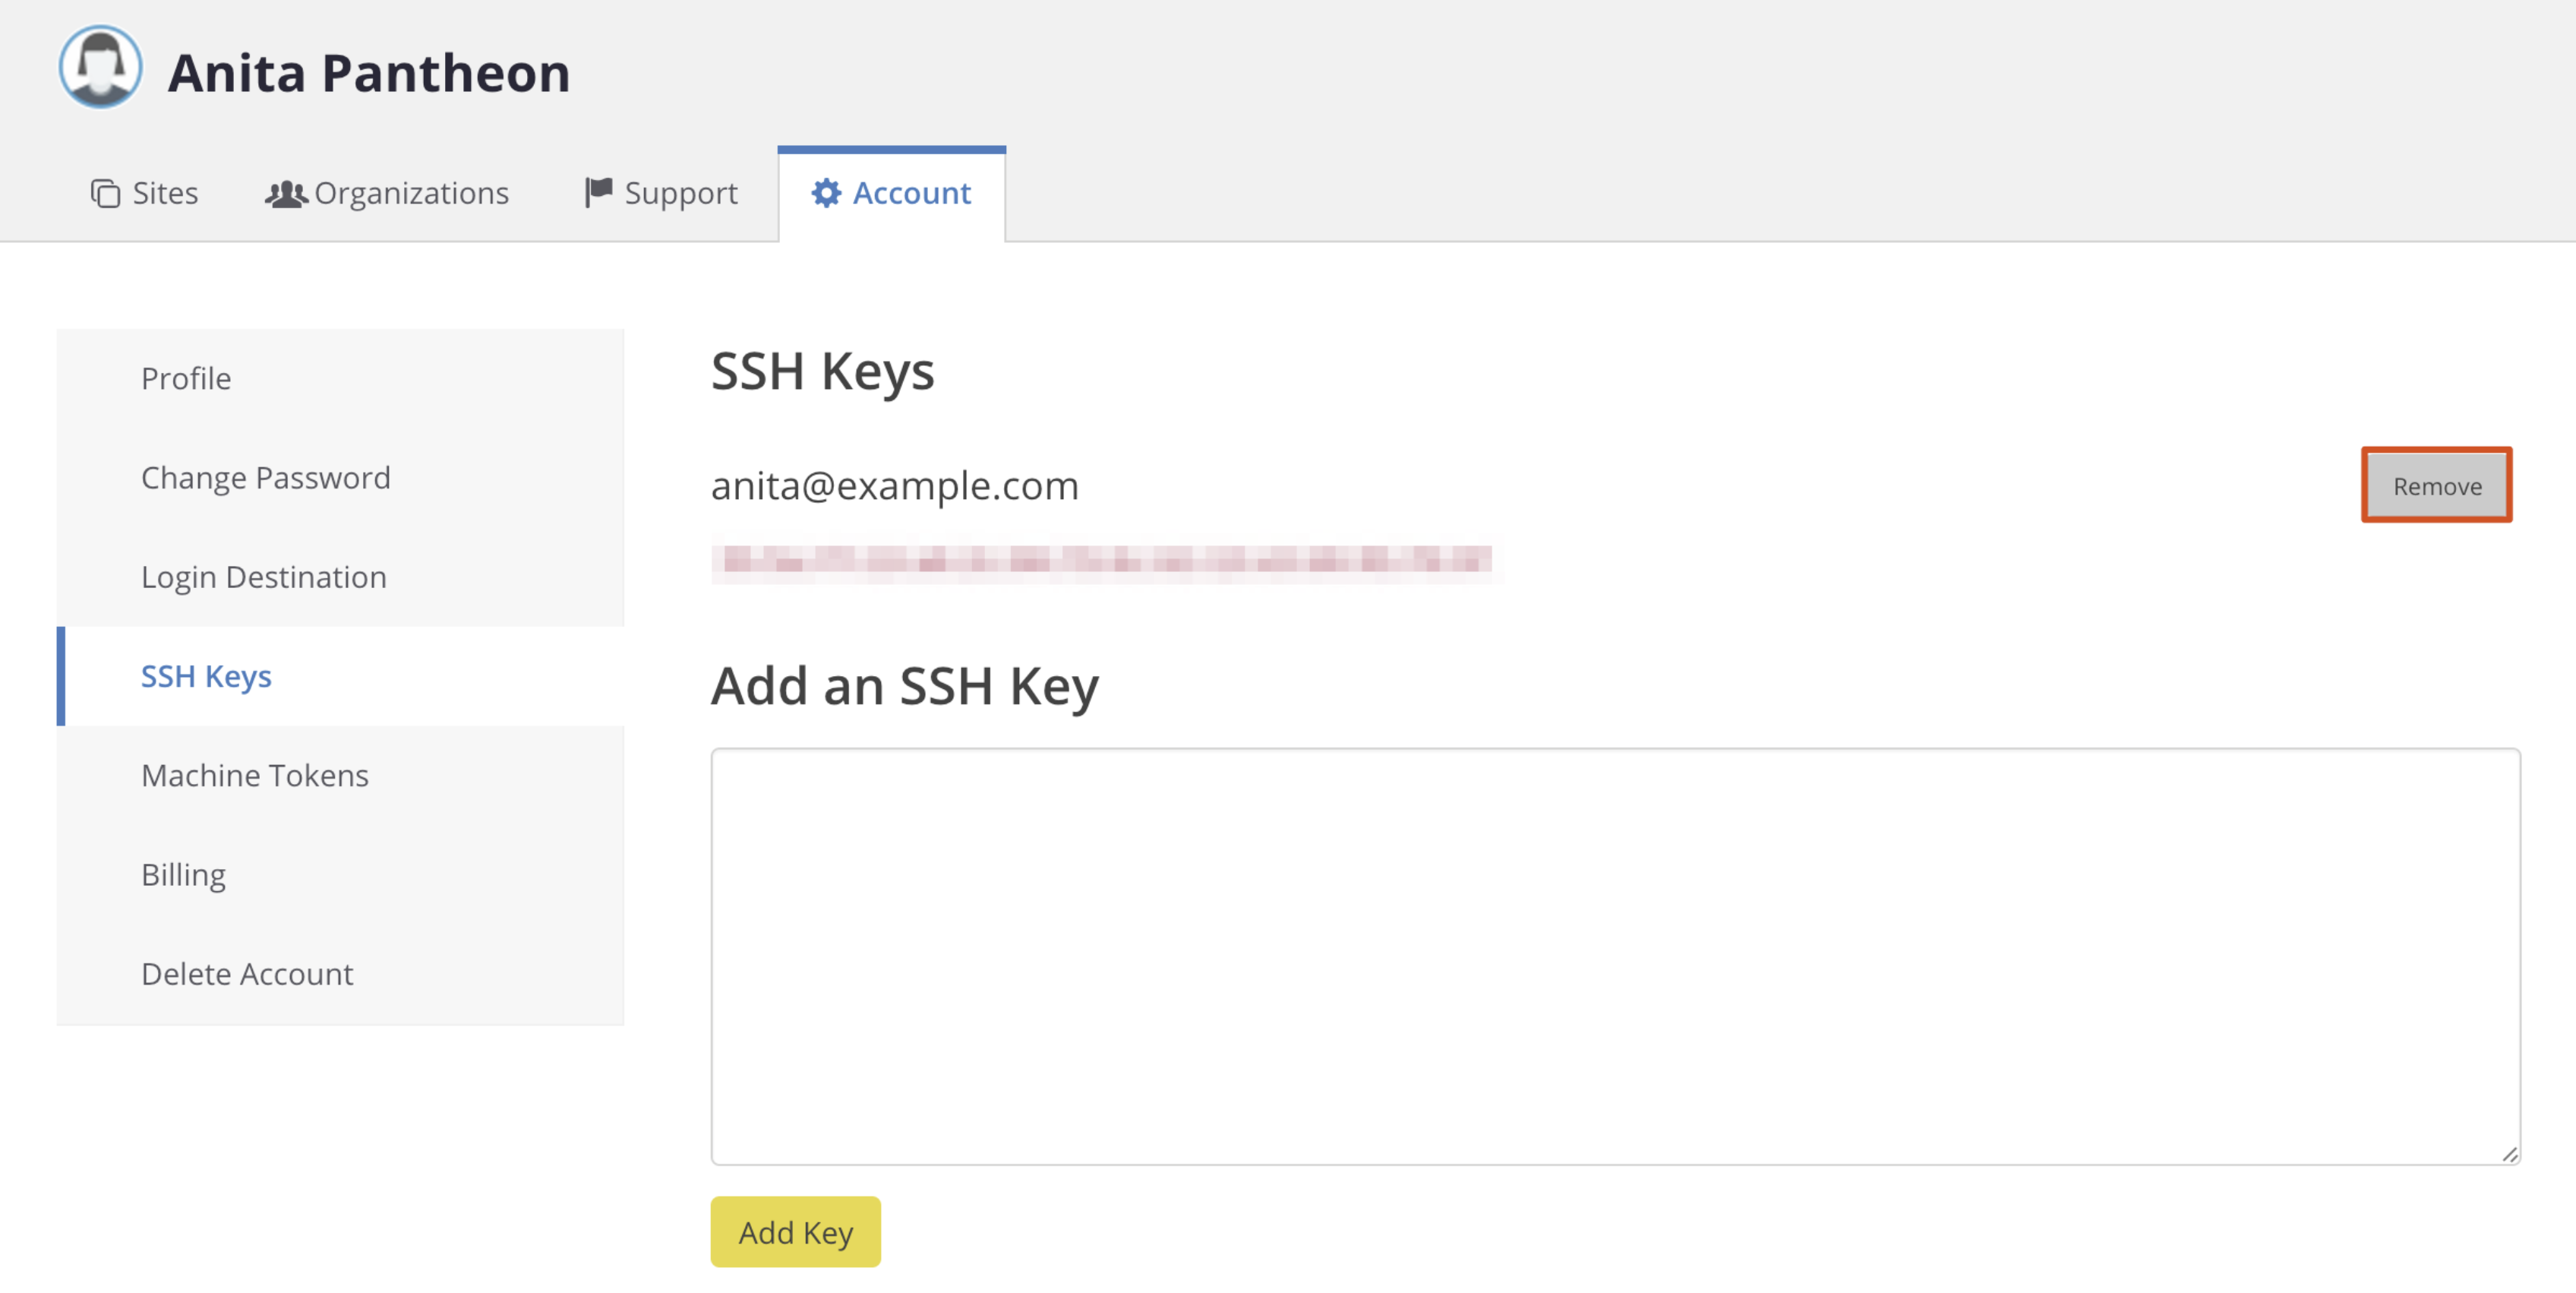 Anita Pantheon
Sites Organizations Support Account
Profile
Change Password
Login Destination
SSH Keys
Machine Tokens
Billing
Delete Account
SSH Keys
anita@example.com
Remove
Add an SSH Key
Add Key